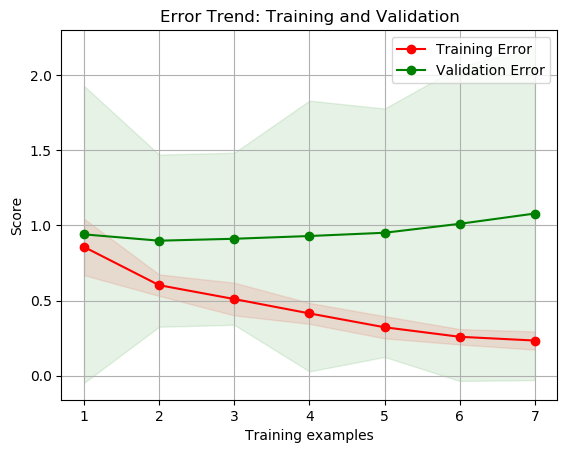 Error Trend: Training and Validation
Training Error
Validation Error
Score
2.0
1.5
1.0
0.5
0.0
1 2 3 4 5 6 7
Training examples